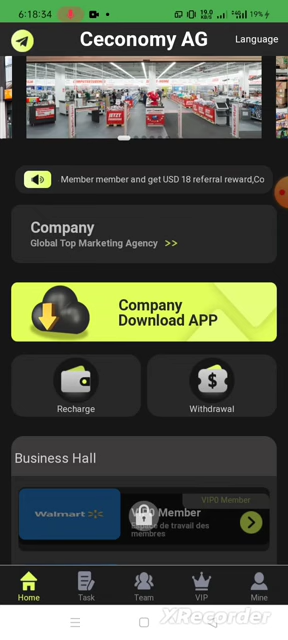 6:18:34
19.0
KB/S
19%
Ceconomy AG
Language
Member member and get USD 18 referral reward,Co
Company
Global Top Marketing Agency >>
Company
Download APP
Recharge
Withdrawal
Business Hall
VIP0 Member
Walmart
VIP0 Member
de travail des
membres
Home
Task
Team
VIP
Mine
XRecorder